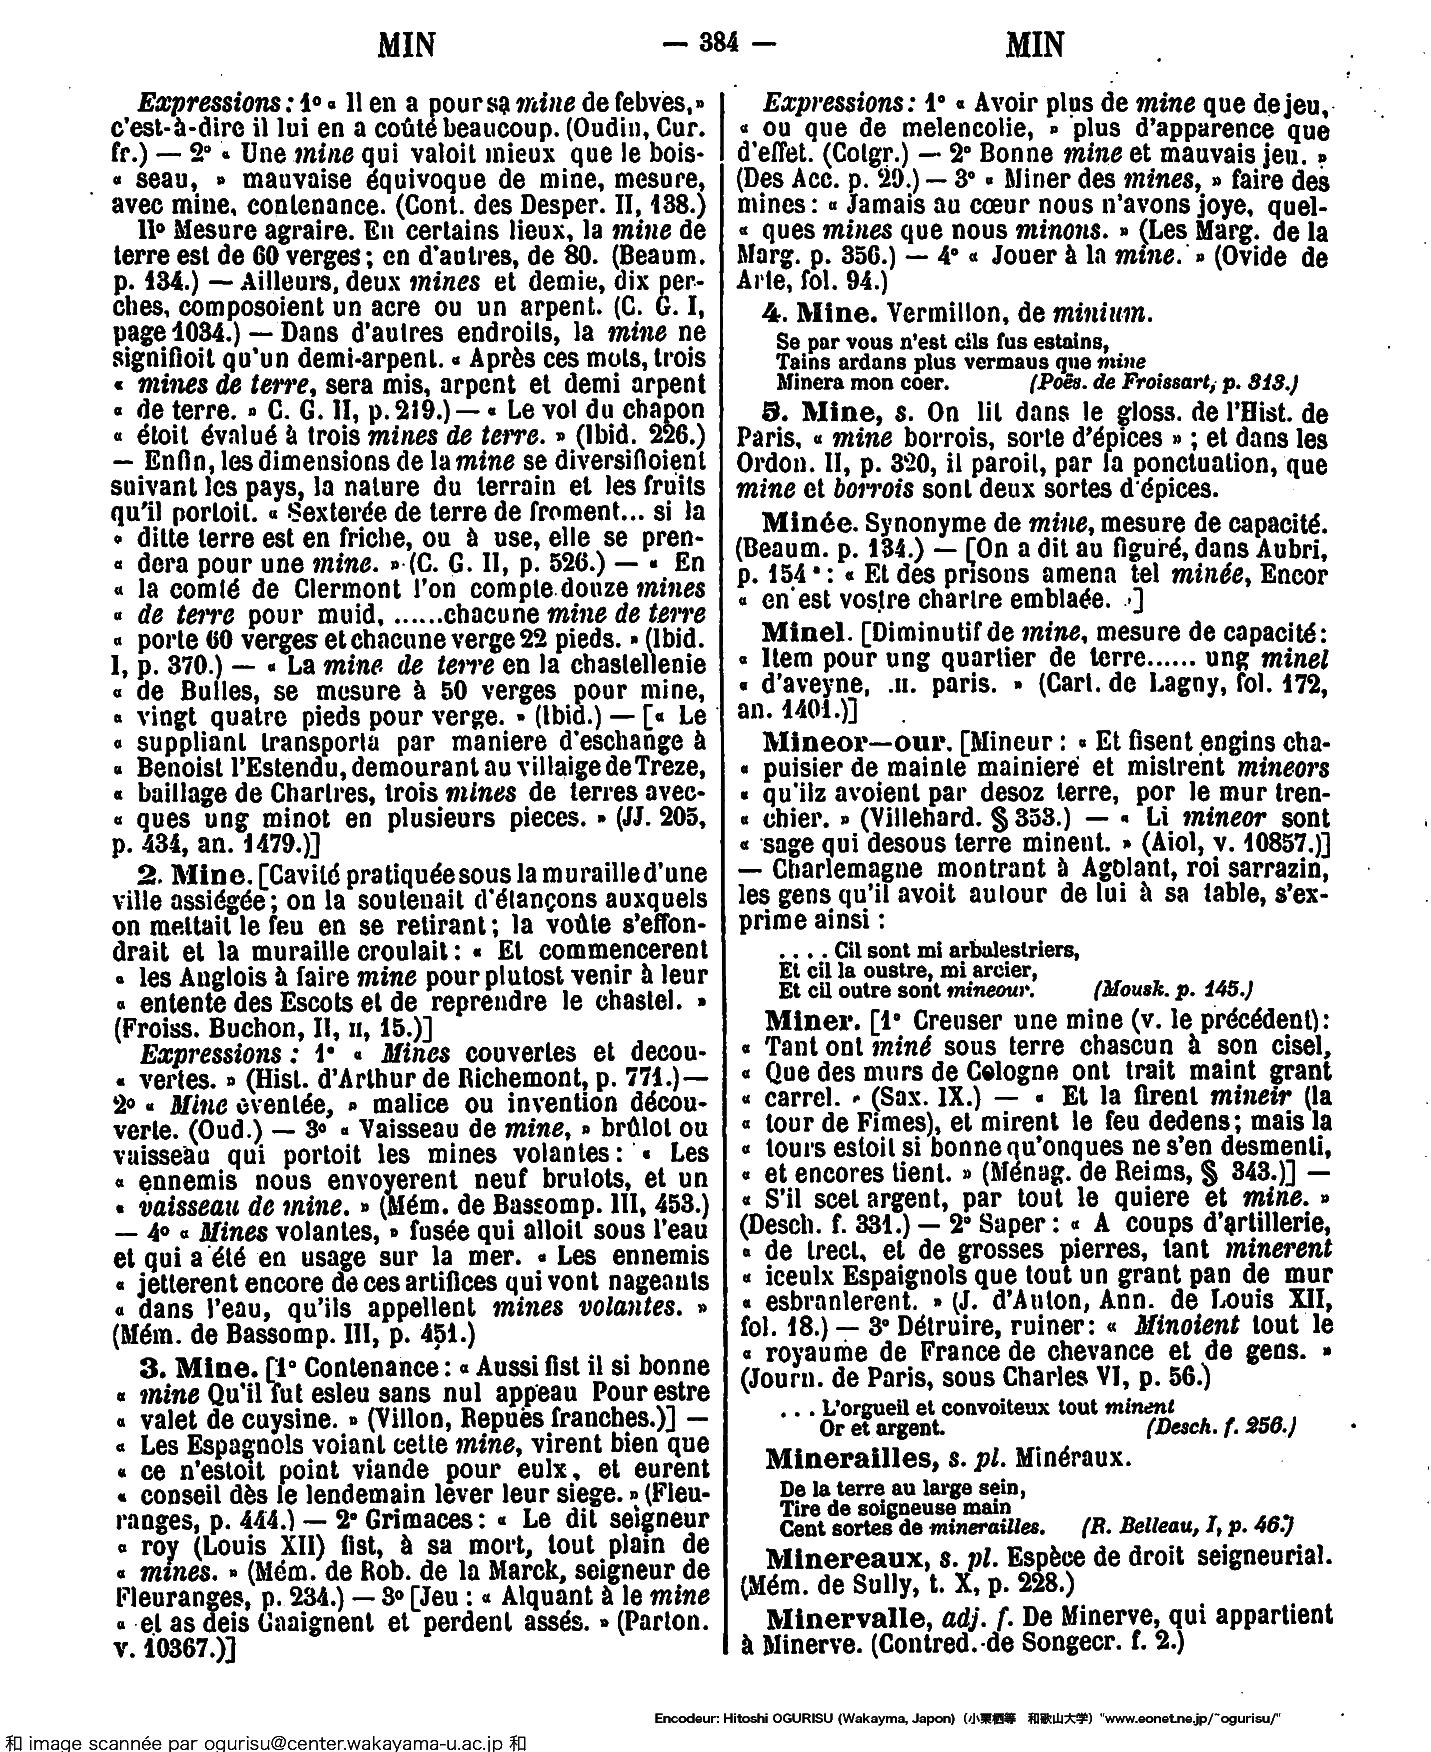 MIN — 384 — MIN
Expressions : 1º « Il en a pour sa mine de febves, »
c'est-à-dire il lui en a coûté beaucoup. (Oudin, Cur.
fr.) — 2º « Une mine qui valoit mieux que le bois-
« seau, » mauvaise équivoque de mine, mesure,
avec mine, contenance. (Cont. des Desper. II, 138.)
IIº Mesure agraire. En certains lieux, la mine de
terre est de 60 verges ; en d'autres, de 80. (Beaum.
p. 134.) — Ailleurs, deux mines et demie, dix per-
ches, composoient un acre ou un arpent. (C. G. I,
page 1034.) — Dans d'autres endroits, la mine ne
signifioit qu'un demi-arpent. « Après ces mots, trois
« mines de terre, sera mis, arpent et demi arpent
« de terre. » C. G. II, p. 219.) — « Le vol du chapon
« étoit évalué à trois mines de terre. » (Ibid. 226.)
— Enfin, les dimensions de la mine se diversifioient
suivant les pays, la nature du terrain et les fruits
qu'il portoit. « Sexterée de terre de froment... si la
« ditte terre est en friche, ou à use, elle se pren-
« dera pour une mine. » (C. G. II, p. 526.) — « En
« la comté de Clermont l'on compte douze mines
« de terre pour muid, ......chacune mine de terre
« porte 60 verges et chacune verge 22 pieds. » (Ibid.
I, p. 370.) — « La mine de terre en la chastellenie
« de Bulles, se mesure à 50 verges pour mine,
« vingt quatre pieds pour verge. » (Ibid.) — [« Le
« suppliant transporta par maniere d'eschange à
« Benoist l'Estendu, demourant au villaige de Treze,
« baillage de Chartres, trois mines de terres avec-
« ques ung minot en plusieurs pieces. » (JJ. 205,
p. 434, an. 1479.)]
2. Mine. [Cavité pratiquée sous la muraille d'une
ville assiégée ; on la soutenait d'étançons auxquels
on mettait le feu en se retirant ; la voûte s'effon-
drait et la muraille croulait : « Et commencerent
« les Anglois à faire mine pour plutost venir à leur
« entente des Escots et de reprendre le chastel. »
(Froiss. Buchon, II, II, 15.)]
Expressions : 1º « Mines couvertes et decou-
« vertes. » (Hist. d'Arthur de Richemont, p. 771.) —
2º « Mine éventée, » malice ou invention décou-
verte. (Oud.) — 3º « Vaisseau de mine, » brûlot ou
vaisseau qui portoit les mines volantes : « Les
« ennemis nous envoyerent neuf brulots, et un
« vaisseau de mine. » (Mém. de Bassomp. III, 453.)
— 4º « Mines volantes, » fusée qui alloit sous l'eau
et qui a été en usage sur la mer. « Les ennemis
« jetterent encore de ces artifices qui vont nageants
« dans l'eau, qu'ils appellent mines volantes. »
(Mém. de Bassomp. III, p. 451.)
3. Mine. [1º Contenance : « Aussi fist il si bonne
« mine Qu'il fut esleu sans nul appeau Pour estre
« valet de cuysine. » (Villon, Repues franches.)] —
« Les Espagnols voiant cette mine, virent bien que
« ce n'estoit point viande pour eulx, et eurent
« conseil dès le lendemain lever leur siege. » (Fleu-
ranges, p. 444.) — 2º Grimaces : « Le dit seigneur
« roy (Louis XII) fist, à sa mort, tout plain de
« mines. » (Mém. de Rob. de la Marck, seigneur de
Fleuranges, p. 234.) — 3º [Jeu : « Alquant à le mine
« et as deis Gaaignent et perdent assés. » (Parton.
v. 10367.)]
Expressions : 1º « Avoir plus de mine que de jeu,
« ou que de melencolie, » plus d'apparence que
d'effet. (Cotgr.) — 2º Bonne mine et mauvais jeu. »
(Des Acc. p. 29.) — 3º « Miner des mines, » faire des
mines : « Jamais au cœur nous n'avons joye, quel-
« ques mines que nous minons. » (Les Marg. de la
Marg. p. 356.) — 4º « Jouer à la mine. » (Ovide de
Arte, fol. 94.)
4. Mine. Vermillon, de minium.
Se par vous n'est cils fus estains,
Tains ardans plus vermaus que mine
Minera mon coer. (Poës. de Froissart, p. 313.)
5. Mine, s. On lit dans le gloss. de l'Hist. de
Paris, « mine borrois, sorte d'épices » ; et dans les
Ordon. II, p. 320, il paroit, par la ponctuation, que
mine et borrois sont deux sortes d'épices.
Minée. Synonyme de mine, mesure de capacité.
(Beaum. p. 134.) — [On a dit au figuré, dans Aubri,
p. 154 : « Et des prisons amena tel minée, Encor
« en est vostre chartre emblaée. »]
Minel. [Diminutif de mine, mesure de capacité :
« Item pour ung quartier de terre...... ung minel
« d'aveyne, .II. paris. » (Cart. de Lagny, fol. 172,
an. 1401.)]
Mineor—our. [Mineur : « Et fisent engins cha-
« puisier de mainte mainiere et mistrent mineors
« qu'ilz avoient par desoz terre, por le mur tren-
« chier. » (Villehard. § 353.) — « Li mineor sont
« sage qui desous terre minent. » (Aiol, v. 10857.)]
— Charlemagne montrant à Agolant, roi sarrazin,
les gens qu'il avoit autour de lui à sa table, s'ex-
prime ainsi :
. . . . Cil sont mi arbalestriers,
Et cil la oustre, mi arcier,
Et cil outre sont mineour. (Mousk. p. 145.)
Miner. [1º Creuser une mine (v. le précédent) :
« Tant ont miné sous terre chascun à son cisel,
« Que des murs de Cologne ont trait maint grant
« carrel. » (Sax. IX.) — « Et la firent mineir (la
« tour de Fimes), et mirent le feu dedens ; mais la
« tours estoit si bonne qu'onques ne s'en desmenti,
« et encores tient. » (Ménag. de Reims, § 343.)] —
« S'il scet argent, par tout le quiere et mine. »
(Desch. f. 331.) — 2º Saper : « A coups d'artillerie,
« de trect, et de grosses pierres, tant minerent
« iceulx Espaignols que tout un grant pan de mur
« esbranlerent. » (J. d'Auton, Ann. de Louis XII,
fol. 18.) — 3º Détruire, ruiner : « Minoient tout le
« royaume de France de chevance et de gens. »
(Journ. de Paris, sous Charles VI, p. 56.)
. . . L'orgueil et convoiteux tout minent
Or et argent. (Desch. f. 256.)
Minerailles, s. pl. Minéraux.
De la terre au large sein,
Tire de soigneuse main
Cent sortes de minerailles. (R. Belleau, I, p. 46.)
Minereaux, s. pl. Espèce de droit seigneurial.
(Mém. de Sully, t. X, p. 228.)
Minervalle, adj. f. De Minerve, qui appartient
à Minerve. (Contred. de Songecr. f. 2.)
Encodeur: Hitoshi OGURISU (Wakayma, Japon) (小栗栖等 和歌山大学) "www.eonet.ne.jp/~ogurisu/"
和 image scannée par ogurisu@center.wakayama-u.ac.jp 和